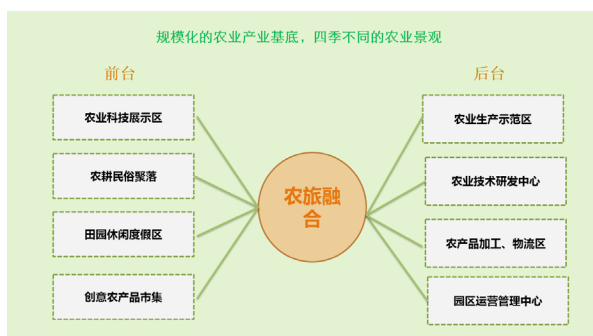 规模化的农业产业基底，四季不同的农业景观
前台
后台
农业科技展示区
农耕民俗聚落
田园休闲度假区
创意农产品市集
农旅融
合
农业生产示范区
农业技术研发中心
农产品加工、物流区
园区运营管理中心